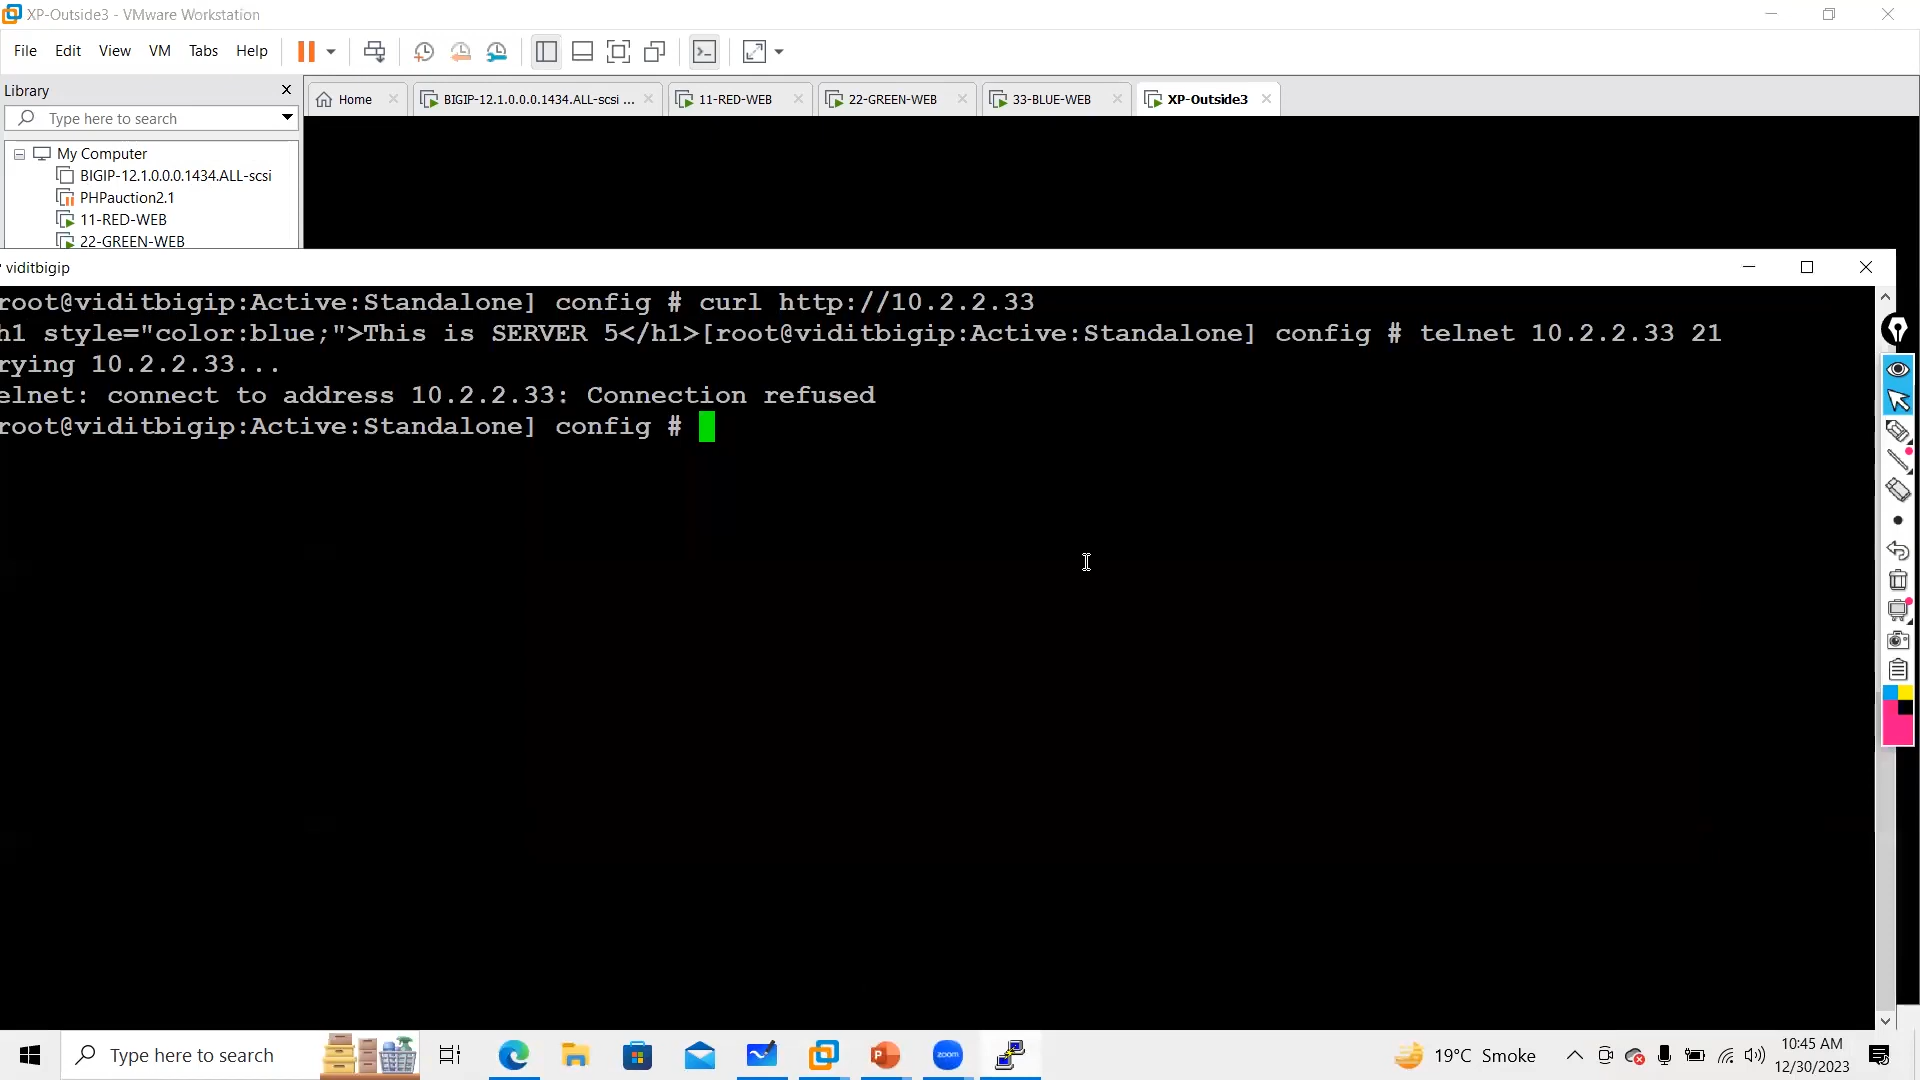 XP-Outside3 - VMware Workstation
File Edit View VM Tabs Help
Library
Home
BIGIP-12.1.0.0.0.1434.ALL-scsi ...
11-RED-WEB
22-GREEN-WEB
33-BLUE-WEB
XP-Outside3
Type here to search
My Computer
BIGIP-12.1.0.0.0.1434.ALL-scsi
PHPauction2.1
11-RED-WEB
22-GREEN-WEB
viditbigip
root@viditbigip:Active:Standalone] config # curl http://10.2.2.33
h1 style="color:blue;">This is SERVER 5</h1>[root@viditbigip:Active:Standalone] config # telnet 10.2.2.33 21
rying 10.2.2.33...
elnet: connect to address 10.2.2.33: Connection refused
root@viditbigip:Active:Standalone] config #
Type here to search
zoom
19°C Smoke
10:45 AM
12/30/2023